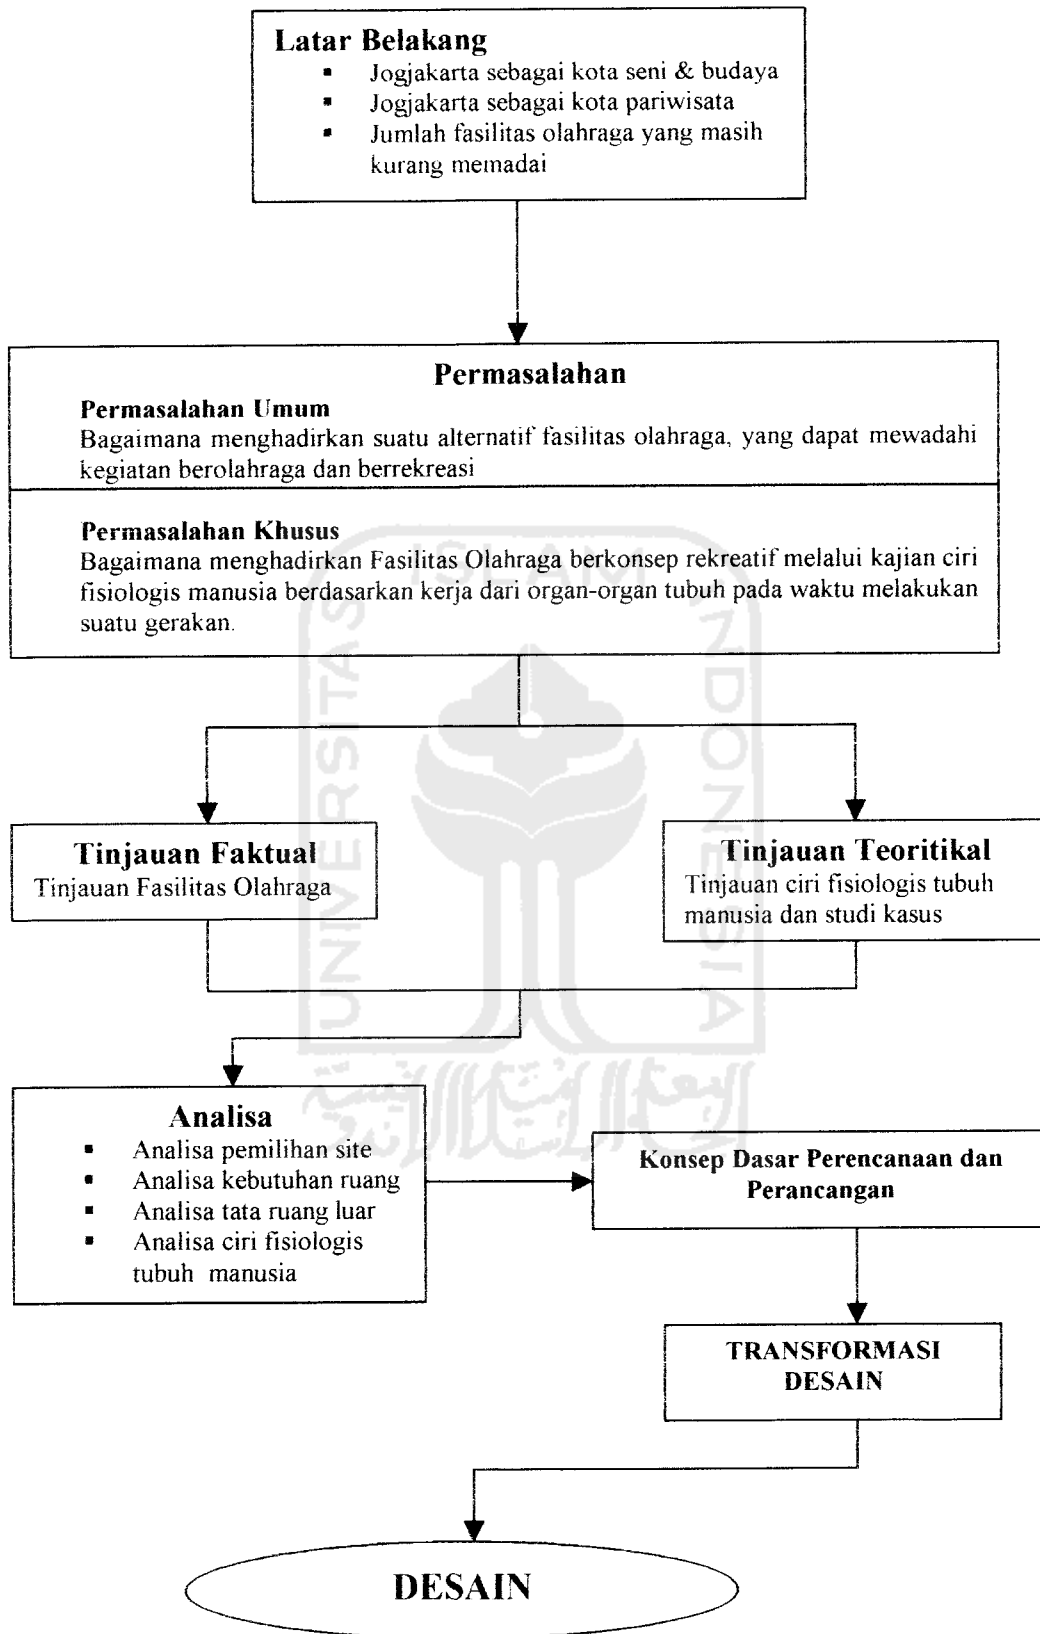 Latar Belakang
▪ Jogjakarta sebagai kota seni & budaya
▪ Jogjakarta sebagai kota pariwisata
▪ Jumlah fasilitas olahraga yang masih
kurang memadai
Permasalahan
Permasalahan Umum
Bagaimana menghadirkan suatu alternatif fasilitas olahraga, yang dapat mewadahi
kegiatan berolahraga dan berrekreasi
Permasalahan Khusus
Bagaimana menghadirkan Fasilitas Olahraga berkonsep rekreatif melalui kajian ciri
fisiologis manusia berdasarkan kerja dari organ-organ tubuh pada waktu melakukan
suatu gerakan.
Tinjauan Faktual
Tinjauan Fasilitas Olahraga
Tinjauan Teoritikal
Tinjauan ciri fisiologis tubuh
manusia dan studi kasus
Analisa
▪ Analisa pemilihan site
▪ Analisa kebutuhan ruang
▪ Analisa tata ruang luar
▪ Analisa ciri fisiologis
tubuh manusia
Konsep Dasar Perencanaan dan
Perancangan
TRANSFORMASI
DESAIN
DESAIN
UNIVERSITAS
ISLAM
INDONESIA